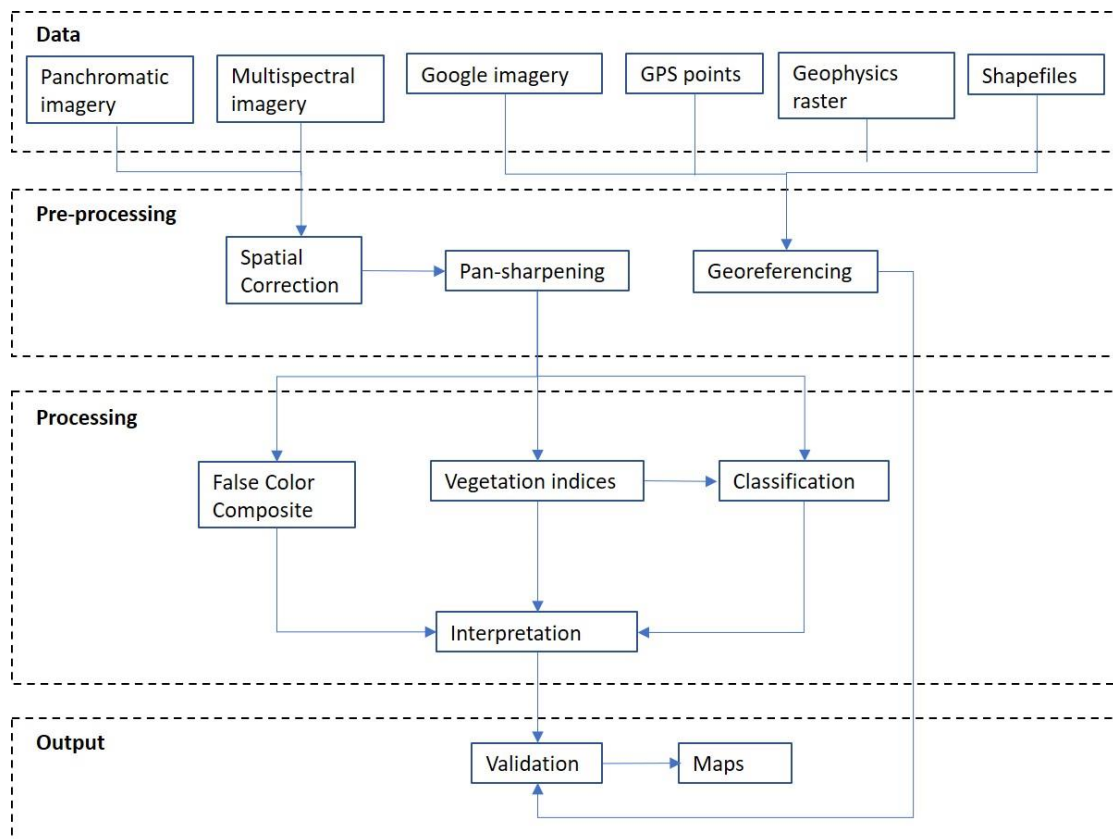 Data
Panchromatic
imagery
Multispectral
imagery
Google imagery
GPS points
Geophysics
raster
Shapefiles
Pre-processing
Spatial
Correction
Pan-sharpening
Georeferencing
Processing
False Color
Composite
Vegetation indices
Classification
Interpretation
Output
Validation
Maps